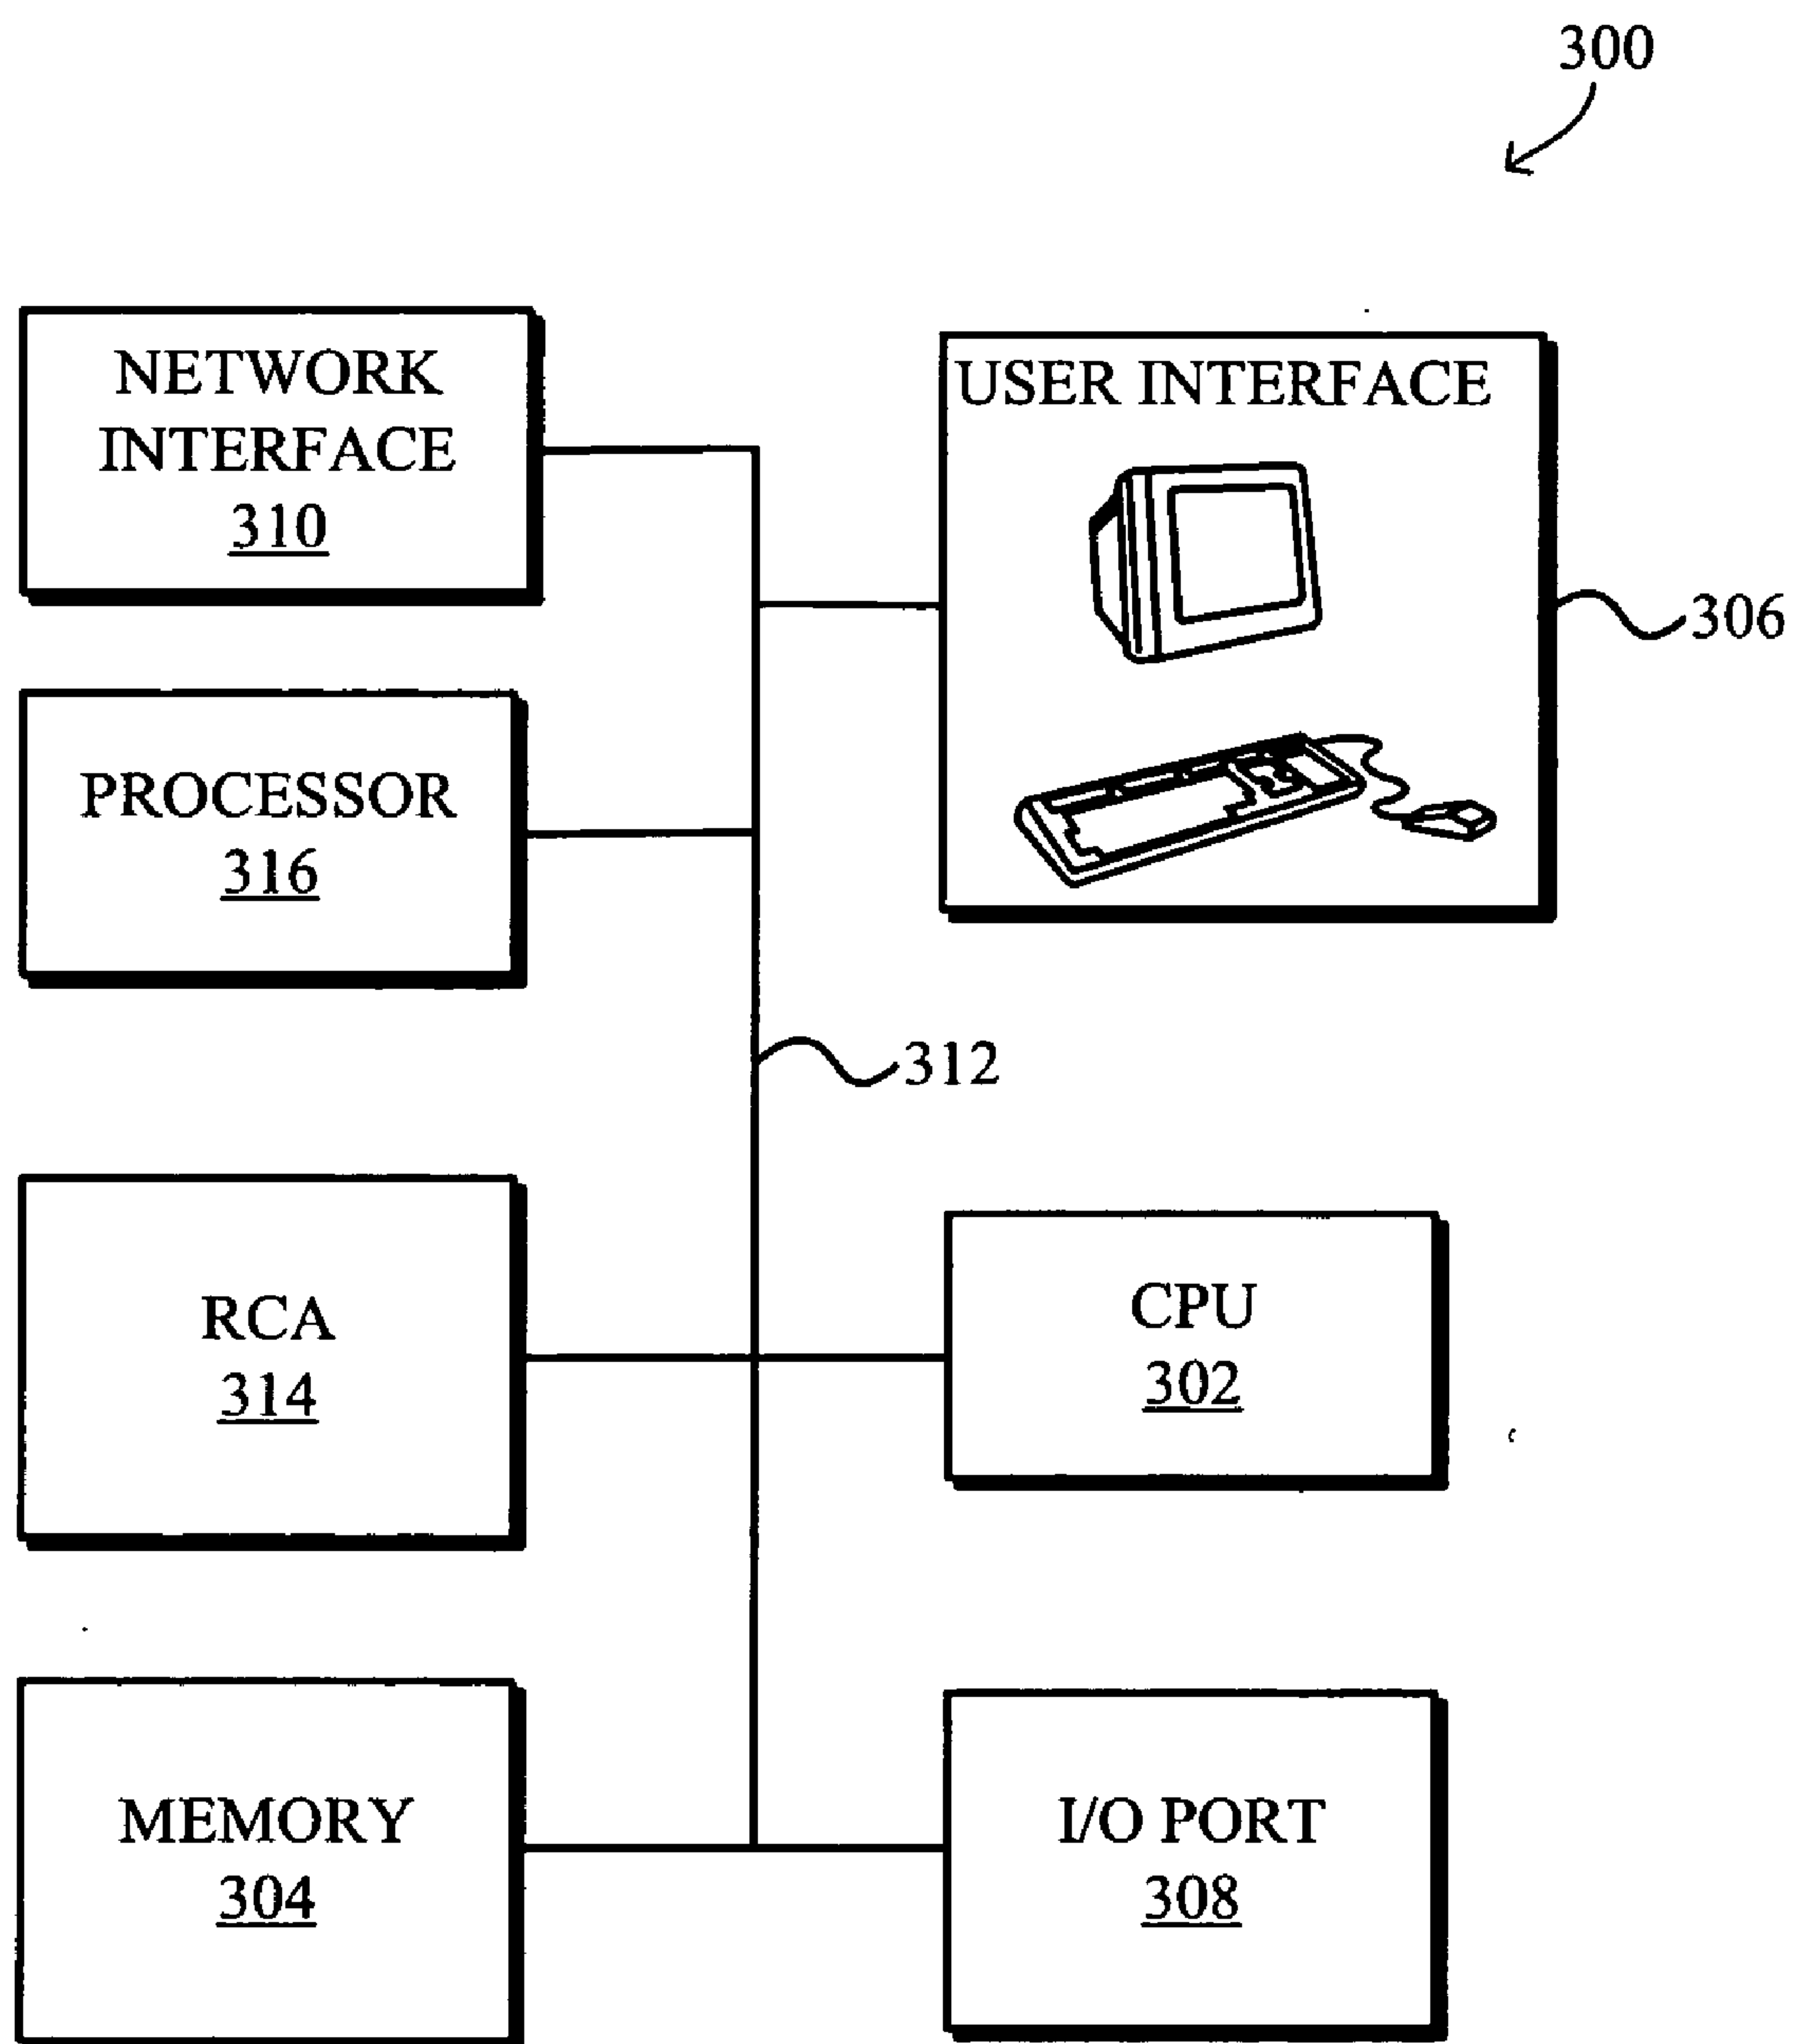 300
NETWORK
INTERFACE
310
USER INTERFACE
306
PROCESSOR
316
312
RCA
314
CPU
302
MEMORY
304
I/O PORT
308